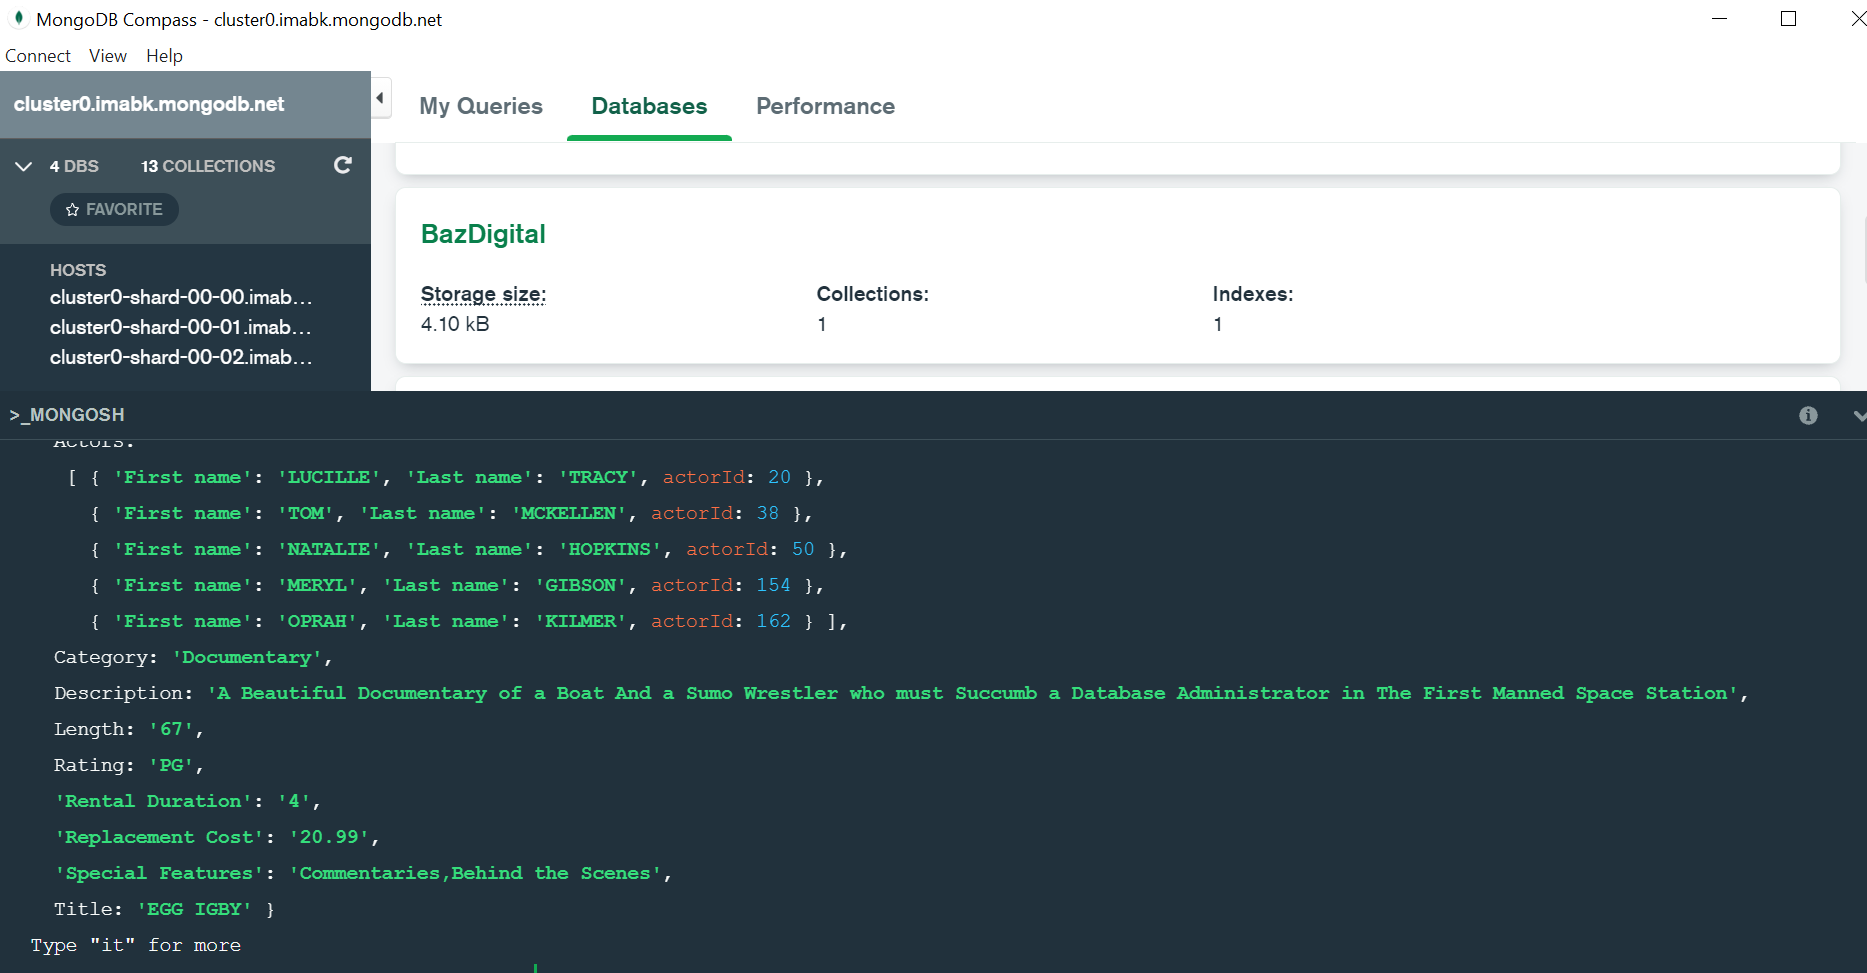 MongoDB Compass - cluster0.imabk.mongodb.net
Connect View Help
cluster0.imabk.mongodb.net
My Queries Databases Performance
4 DBS 13 COLLECTIONS
FAVORITE
BazDigital
HOSTS
cluster0-shard-00-00.imab...
cluster0-shard-00-01.imab...
cluster0-shard-00-02.imab...
Storage size: Collections: Indexes:
4.10 kB 1 1
>_MONGOSH
Actors:
[ { 'First name': 'LUCILLE', 'Last name': 'TRACY', actorId: 20 },
{ 'First name': 'TOM', 'Last name': 'MCKELLEN', actorId: 38 },
{ 'First name': 'NATALIE', 'Last name': 'HOPKINS', actorId: 50 },
{ 'First name': 'MERYL', 'Last name': 'GIBSON', actorId: 154 },
{ 'First name': 'OPRAH', 'Last name': 'KILMER', actorId: 162 } ],
Category: 'Documentary',
Description: 'A Beautiful Documentary of a Boat And a Sumo Wrestler who must Succumb a Database Administrator in The First Manned Space Station',
Length: '67',
Rating: 'PG',
'Rental Duration': '4',
'Replacement Cost': '20.99',
'Special Features': 'Commentaries,Behind the Scenes',
Title: 'EGG IGBY' }
Type "it" for more